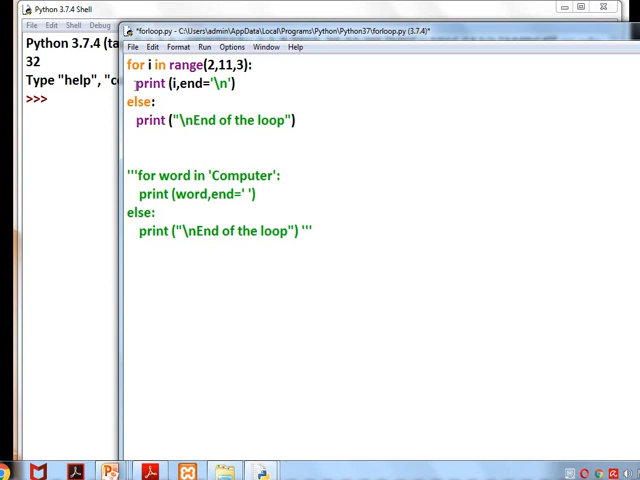 Python 3.7.4 Shell
File Edit Shell Debug
Python 3.7.4 (ta
32
Type "help", "co
>>>
*forloop.py - C:\Users\admin\AppData\Local\Programs\Python\Python37\forloop.py (3.7.4)*
File Edit Format Run Options Window Help
for i in range(2,11,3):
print (i,end='\n')
else:
print ("\nEnd of the loop")
'''for word in 'Computer':
print (word,end=' ')
else:
print ("\nEnd of the loop") '''